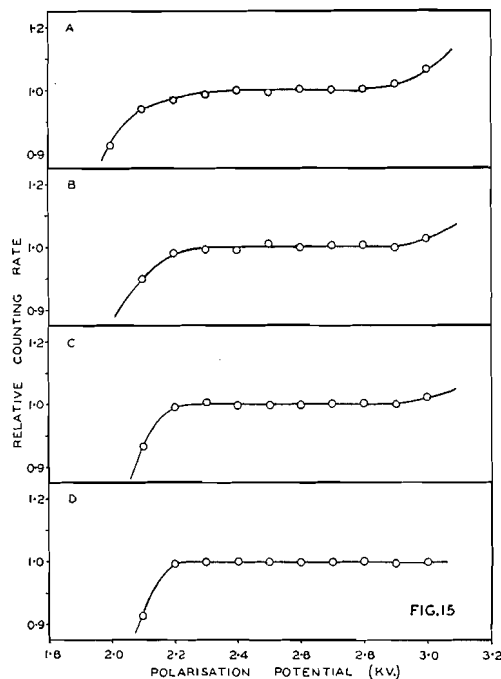 1·2
A
1·0
0·9
1·2
B
1·0
0·9
1·2
C
1·0
0·9
1·2
D
1·0
0·9
RELATIVE COUNTING RATE
FIG.15
1·8 2·0 2·2 2·4 2·6 2·8 3·0 3·2
POLARISATION POTENTIAL (KV.)